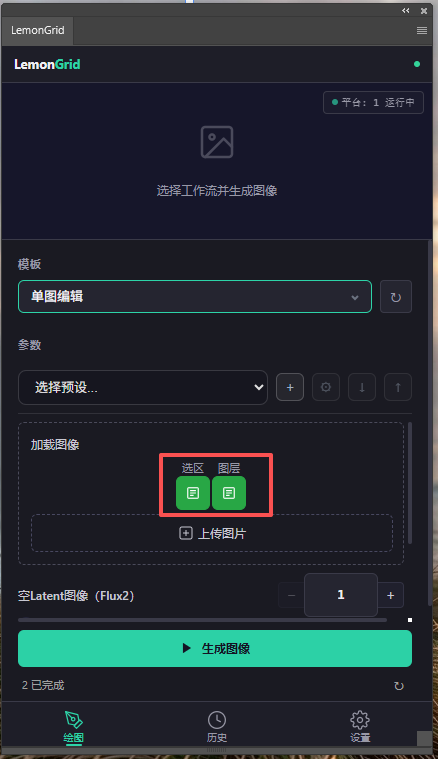 LemonGrid
LemonGrid
平台: 1 运行中
选择工作流并生成图像
模板
单图编辑
参数
选择预设...
加载图像
选区 图层
上传图片
空Latent图像（Flux2）
1
生成图像
2 已完成
绘图 历史 设置